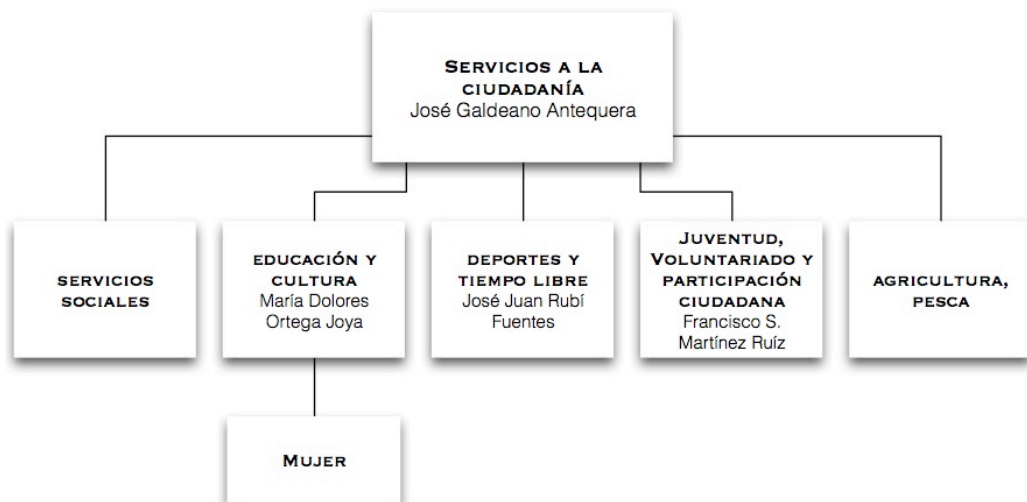 SERVICIOS A LA
CIUDADANÍA
José Galdeano Antequera
SERVICIOS
SOCIALES
EDUCACIÓN Y
CULTURA
María Dolores
Ortega Joya
DEPORTES Y
TIEMPO LIBRE
José Juan Rubí
Fuentes
JUVENTUD,
VOLUNTARIADO Y
PARTICIPACIÓN
CIUDADANA
Francisco S.
Martínez Ruíz
AGRICULTURA,
PESCA
MUJER